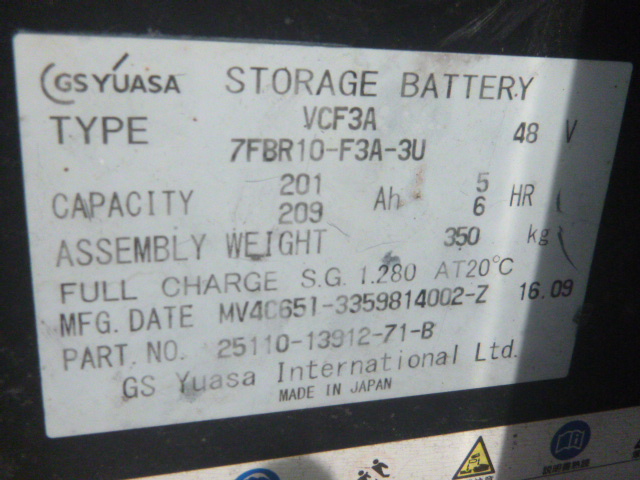 GS YUASA STORAGE BATTERY
TYPE VCF3A 48 V
7FBR10-F3A-3U
CAPACITY 201 Ah 5 HR
209 6
ASSEMBLY WEIGHT 350 kg
FULL CHARGE S.G. 1.280 AT20℃
MFG. DATE MV4C651-3359814002-Z 16.09
PART. NO. 25110-13912-71-B
GS Yuasa International Ltd.
MADE IN JAPAN